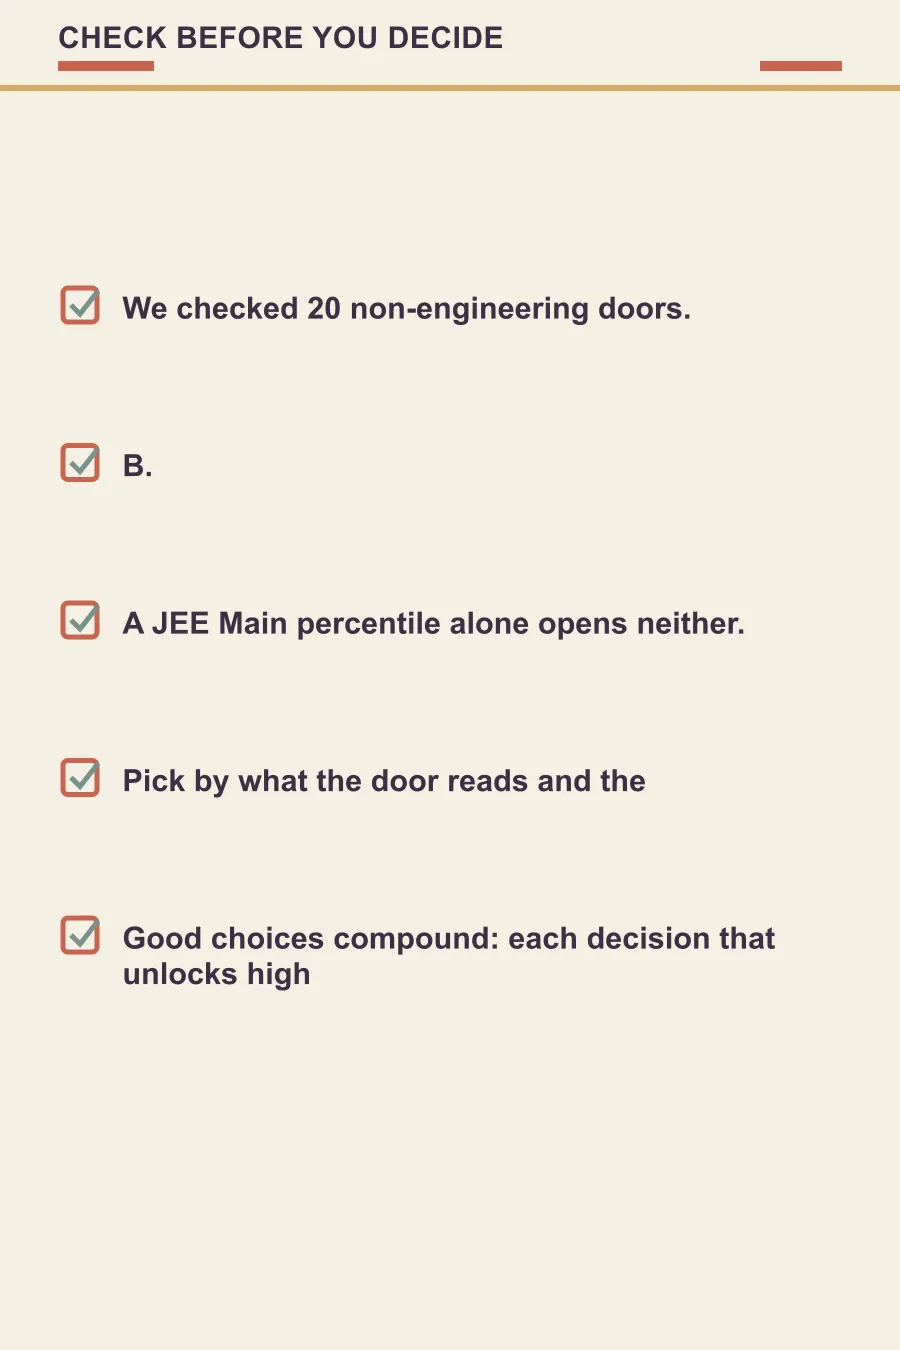 CHECK BEFORE YOU DECIDE
We checked 20 non-engineering doors.
B.
A JEE Main percentile alone opens neither.
Pick by what the door reads and the
Good choices compound: each decision that
unlocks high